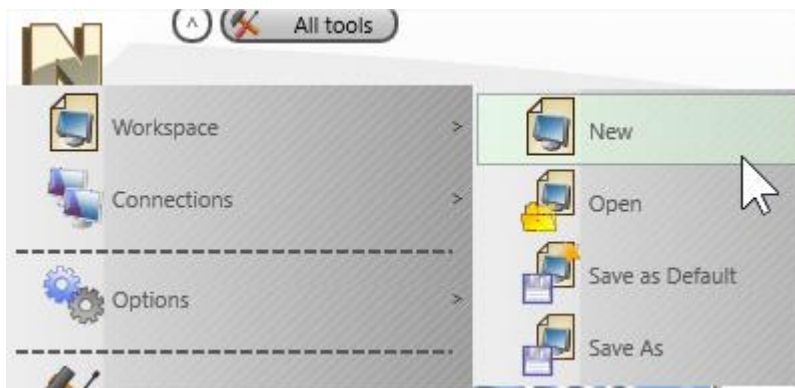 N
All tools
Workspace >
New
Connections >
Open
Options >
Save as Default
Save As